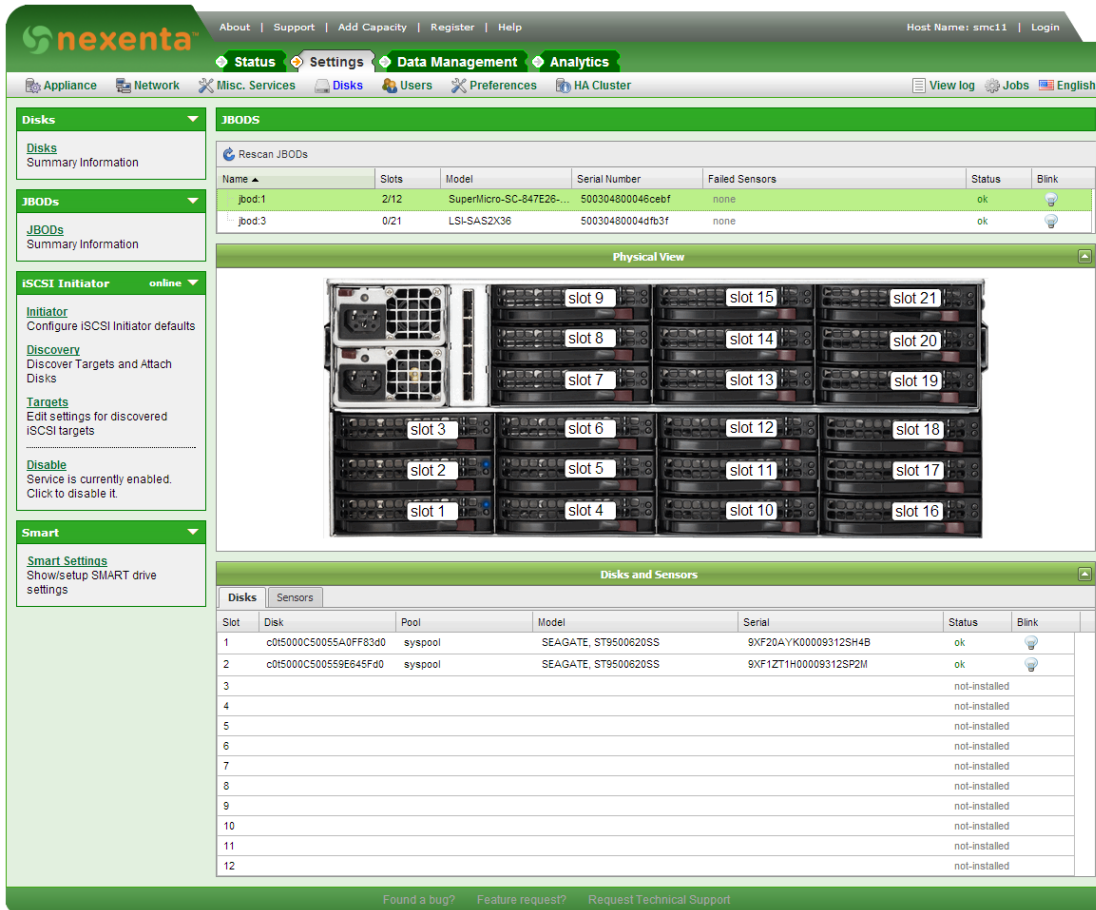 nexenta
About | Support | Add Capacity | Register | Help
Host Name: smc11 | Login
Status Settings Data Management Analytics
Appliance Network Misc. Services Disks Users Preferences HA Cluster
View log Jobs English
Disks
Disks
Summary Information
JBODs
JBODs
Summary Information
iSCSI Initiator online
Initiator
Configure iSCSI Initiator defaults
Discovery
Discover Targets and Attach
Disks
Targets
Edit settings for discovered
iSCSI targets
Disable
Service is currently enabled.
Click to disable it.
Smart
Smart Settings
Show/setup SMART drive
settings
JBODS
Rescan JBODs
Name Slots Model Serial Number Failed Sensors Status Blink
jbod:1 2/12 SuperMicro-SC-847E26-... 500304800046cebf none ok
jbod:3 0/21 LSI-SAS2X36 50030480004dfb3f none ok
Physical View
slot 9 slot 15 slot 21
slot 8 slot 14 slot 20
slot 7 slot 13 slot 19
slot 3 slot 6 slot 12 slot 18
slot 2 slot 5 slot 11 slot 17
slot 1 slot 4 slot 10 slot 16
Disks and Sensors
Disks Sensors
Slot Disk Pool Model Serial Status Blink
1 c0t5000C50055A0FF83d0 syspool SEAGATE, ST9500620SS 9XF20AYK00009312SH4B ok
2 c0t5000C500559E645Fd0 syspool SEAGATE, ST9500620SS 9XF1ZT1H00009312SP2M ok
3 not-installed
4 not-installed
5 not-installed
6 not-installed
7 not-installed
8 not-installed
9 not-installed
10 not-installed
11 not-installed
12 not-installed
Found a bug? Feature request? Request Technical Support